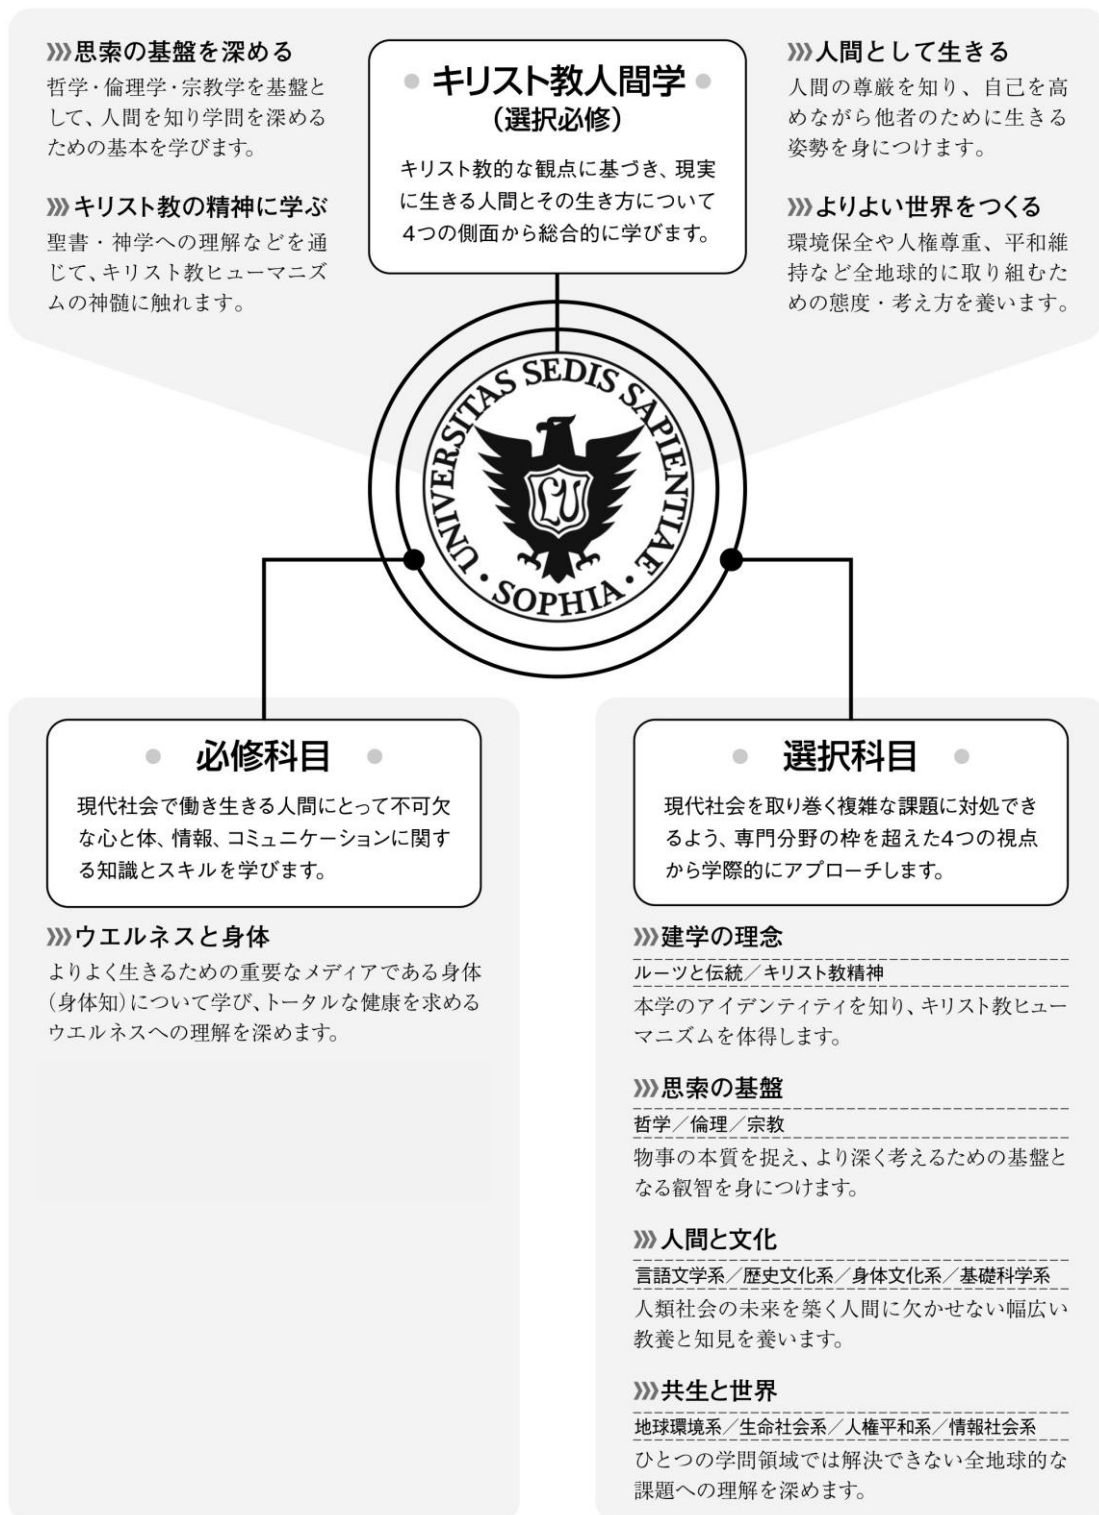 思索の基盤を深める
哲学・倫理学・宗教学を基盤と
して、人間を知り学問を深める
ための基本を学びます。
キリスト教の精神に学ぶ
聖書・神学への理解などを通
じて、キリスト教ヒューマニズ
ムの神髄に触れます。
キリスト教人間学
（選択必修）
キリスト教的な観点に基づき、現実
に生きる人間とその生き方について
4つの側面から総合的に学びます。
人間として生きる
人間の尊厳を知り、自己を高
めながら他者のために生きる
姿勢を身につけます。
よりよい世界をつくる
環境保全や人権尊重、平和維
持など全地球的に取り組むた
めの態度・考え方を養います。
UNIVERSITAS SEDIS SAPIENTIAE
・SOPHIA・
LU
必修科目
現代社会で働き生きる人間にとって不可欠
な心と体、情報、コミュニケーションに関す
る知識とスキルを学びます。
ウエルネスと身体
よりよく生きるための重要なメディアである身体
（身体知）について学び、トータルな健康を求める
ウエルネスへの理解を深めます。
選択科目
現代社会を取り巻く複雑な課題に対処でき
るよう、専門分野の枠を超えた4つの視点
から学際的にアプローチします。
建学の理念
ルーツと伝統／キリスト教精神
本学のアイデンティティを知り、キリスト教ヒュー
マニズムを体得します。
思索の基盤
哲学／倫理／宗教
物事の本質を捉え、より深く考えるための基盤と
なる叡智を身につけます。
人間と文化
言語文学系／歴史文化系／身体文化系／基礎科学系
人類社会の未来を築く人間に欠かせない幅広い
教養と知見を養います。
共生と世界
地球環境系／生命社会系／人権平和系／情報社会系
ひとつの学問領域では解決できない全地球的な
課題への理解を深めます。